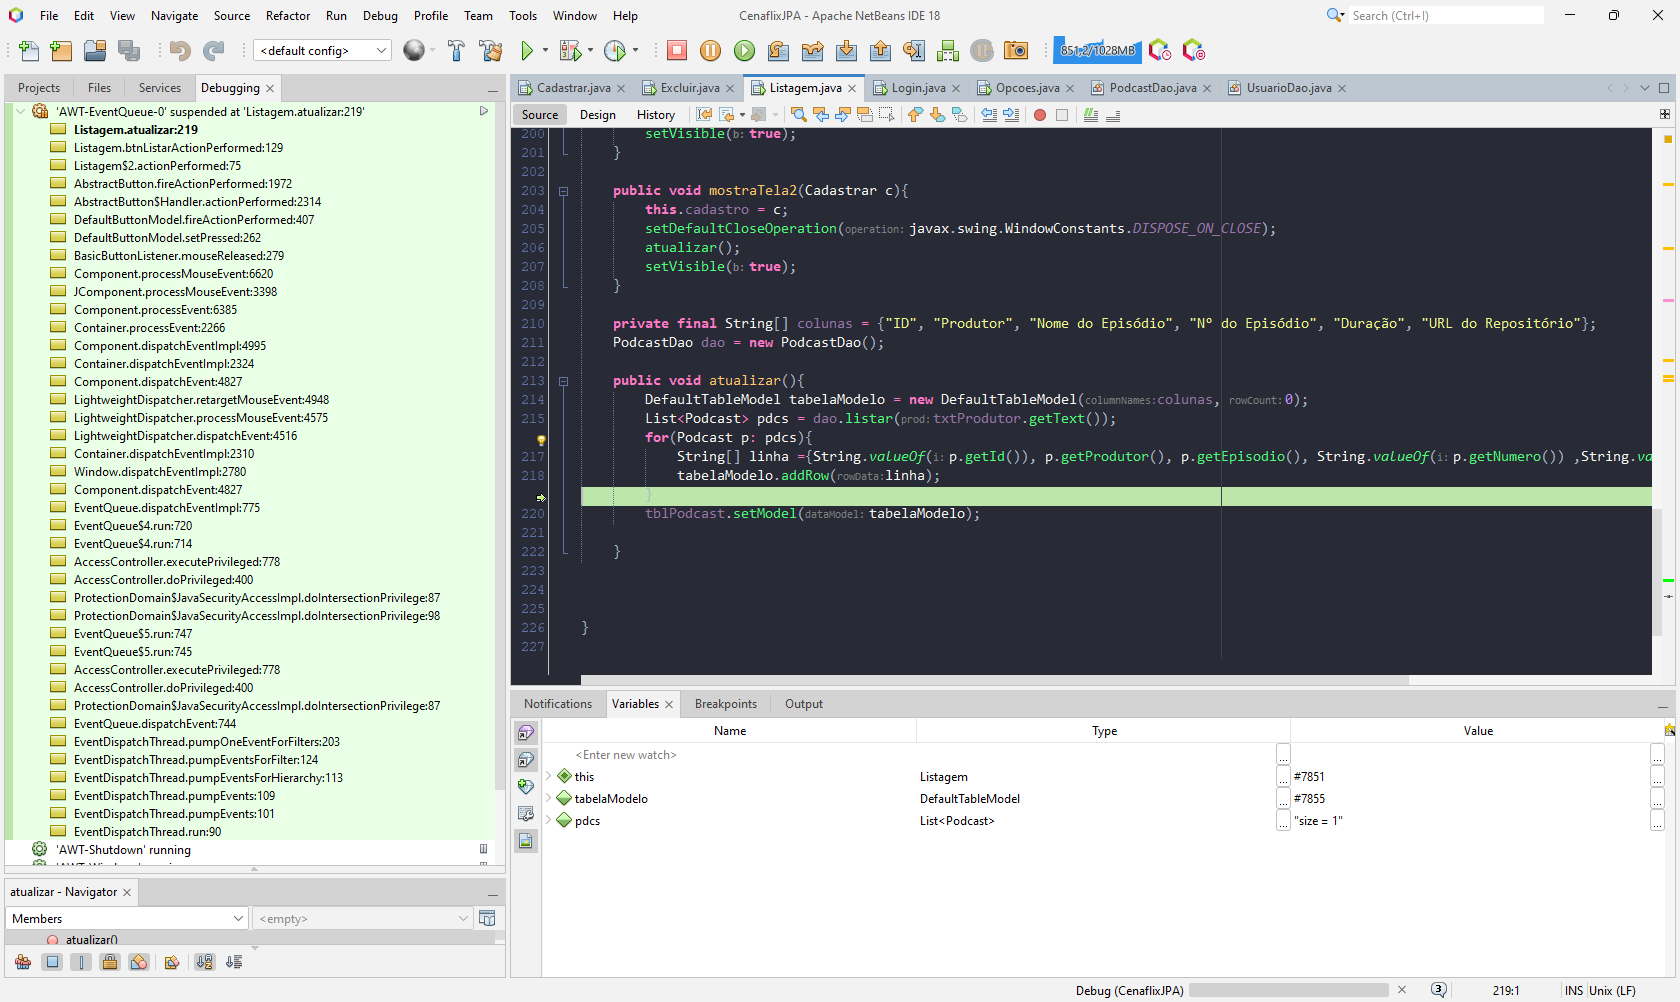 File Edit View Navigate Source Refactor Run Debug Profile Team Tools Window Help
CenaflixJPA - Apache NetBeans IDE 18
Search (Ctrl+I)
<default config>
851,2/1028MB
Projects Files Services Debugging
Cadastrar.java Excluir.java Listagem.java Login.java Opcoes.java PodcastDao.java UsuarioDao.java
Source Design History
'AWT-EventQueue-0' suspended at 'Listagem.atualizar:219'
Listagem.atualizar:219
Listagem.btnListarActionPerformed:129
Listagem$2.actionPerformed:75
AbstractButton.fireActionPerformed:1972
AbstractButton$Handler.actionPerformed:2314
DefaultButtonModel.fireActionPerformed:407
DefaultButtonModel.setPressed:262
BasicButtonListener.mouseReleased:279
Component.processMouseEvent:6620
JComponent.processMouseEvent:3398
Component.processEvent:6385
Container.processEvent:2266
Component.dispatchEventImpl:4995
Container.dispatchEventImpl:2324
Component.dispatchEvent:4827
LightweightDispatcher.retargetMouseEvent:4948
LightweightDispatcher.processMouseEvent:4575
LightweightDispatcher.dispatchEvent:4516
Container.dispatchEventImpl:2310
Window.dispatchEventImpl:2780
Component.dispatchEvent:4827
EventQueue.dispatchEventImpl:775
EventQueue$4.run:720
EventQueue$4.run:714
AccessController.executePrivileged:778
AccessController.doPrivileged:400
ProtectionDomain$JavaSecurityAccessImpl.doIntersectionPrivilege:87
ProtectionDomain$JavaSecurityAccessImpl.doIntersectionPrivilege:98
EventQueue$5.run:747
EventQueue$5.run:745
AccessController.executePrivileged:778
AccessController.doPrivileged:400
ProtectionDomain$JavaSecurityAccessImpl.doIntersectionPrivilege:87
EventQueue.dispatchEvent:744
EventDispatchThread.pumpOneEventForFilters:203
EventDispatchThread.pumpEventsForFilter:124
EventDispatchThread.pumpEventsForHierarchy:113
EventDispatchThread.pumpEvents:109
EventDispatchThread.pumpEvents:101
EventDispatchThread.run:90
'AWT-Shutdown' running
200 setVisible(b: true);
201 }
202
203 public void mostraTela2(Cadastrar c){
204 this.cadastro = c;
205 setDefaultCloseOperation(operation: javax.swing.WindowConstants.DISPOSE_ON_CLOSE);
206 atualizar();
207 setVisible(b: true);
208 }
209
210 private final String[] colunas = {"ID", "Produtor", "Nome do Episódio", "Nº do Episódio", "Duração", "URL do Repositório"};
211 PodcastDao dao = new PodcastDao();
212
213 public void atualizar(){
214 DefaultTableModel tabelaModelo = new DefaultTableModel(columnNames:colunas, rowCount:0);
215 List<Podcast> pdcs = dao.listar(prod:txtProdutor.getText());
for(Podcast p: pdcs){
217 String[] linha ={String.valueOf(i: p.getId()), p.getProdutor(), p.getEpisodio(), String.valueOf(i: p.getNumero()) ,String.va
218 tabelaModelo.addRow(rowData:linha);
}
220 tblPodcast.setModel(dataModel: tabelaModelo);
221
222 }
223
224
225
226 }
227
atualizar - Navigator
Members <empty>
atualizar()
Notifications Variables Breakpoints Output
Name Type Value
<Enter new watch> ... ...
this Listagem ... #7851 ...
tabelaModelo DefaultTableModel ... #7855 ...
pdcs List<Podcast> ... "size = 1" ...
Debug (CenaflixJPA) 3 219:1 INS Unix (LF)